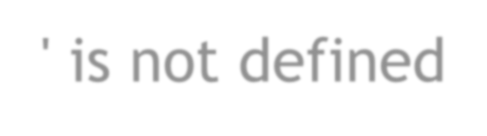 ' is not defined